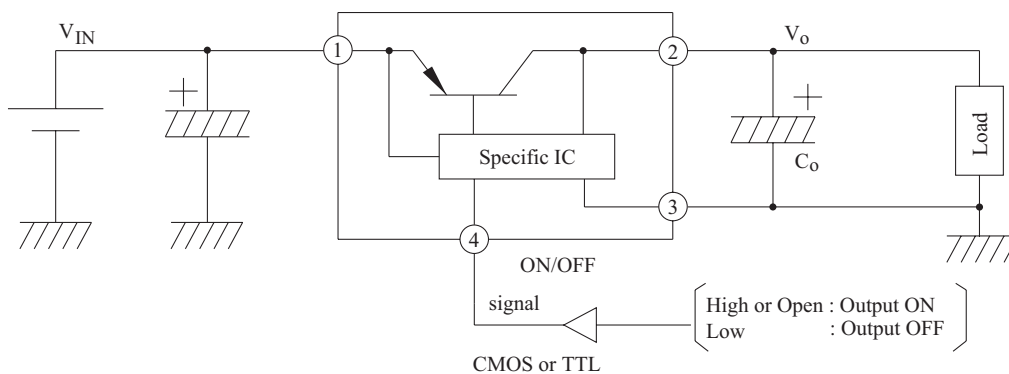 V_IN
1
2
V_o
+
+
Specific IC
C_o
Load
3
4
ON/OFF
signal
High or Open : Output ON
Low : Output OFF
CMOS or TTL